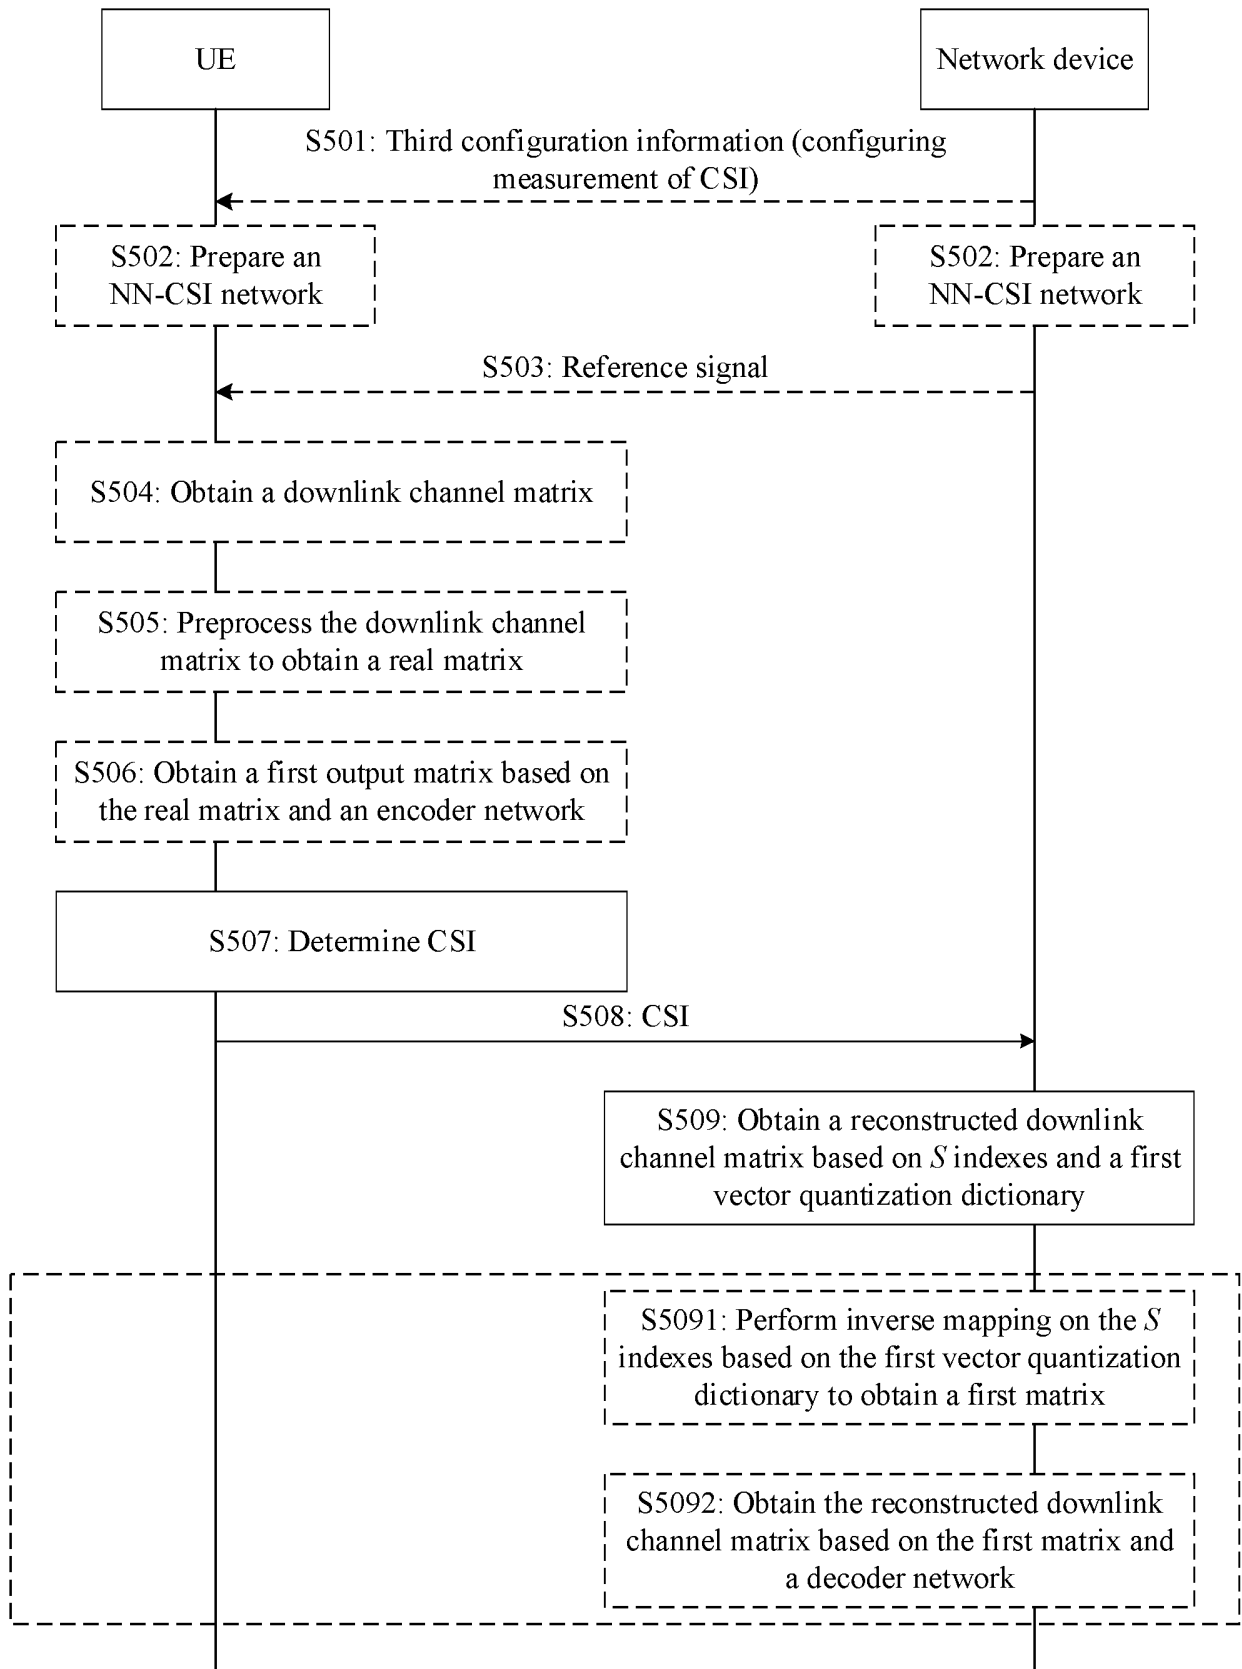 UE
Network device
S501: Third configuration information (configuring
measurement of CSI)
S502: Prepare an
NN-CSI network
S502: Prepare an
NN-CSI network
S503: Reference signal
S504: Obtain a downlink channel matrix
S505: Preprocess the downlink channel
matrix to obtain a real matrix
S506: Obtain a first output matrix based on
the real matrix and an encoder network
S507: Determine CSI
S508: CSI
S509: Obtain a reconstructed downlink
channel matrix based on S indexes and a first
vector quantization dictionary
S5091: Perform inverse mapping on the S
indexes based on the first vector quantization
dictionary to obtain a first matrix
S5092: Obtain the reconstructed downlink
channel matrix based on the first matrix and
a decoder network